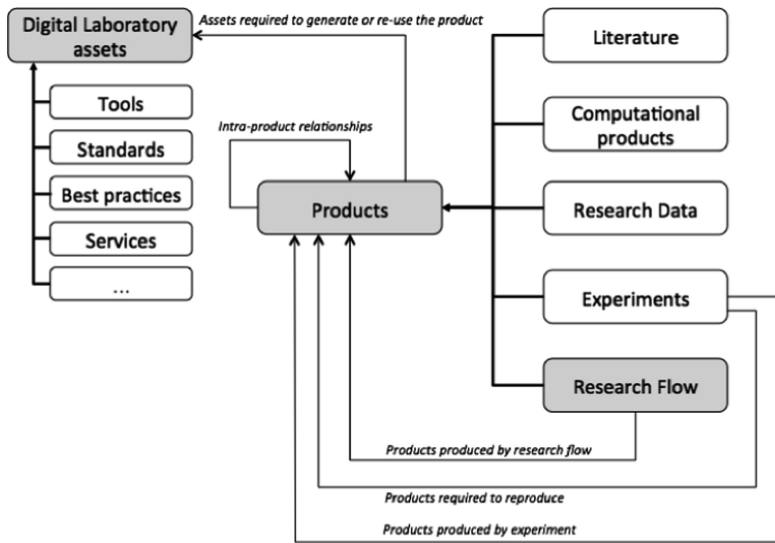 Digital Laboratory
assets
Tools
Standards
Best practices
Services
...
Assets required to generate or re-use the product
Intra-product relationships
Products
Literature
Computational
products
Research Data
Experiments
Research Flow
Products produced by research flow
Products required to reproduce
Products produced by experiment